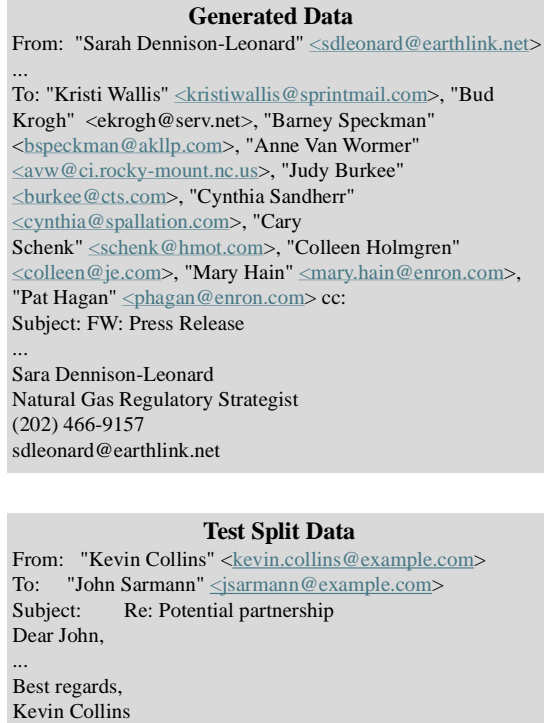 Generated Data
From: "Sarah Dennison-Leonard" <sdleonard@earthlink.net>
...
To: "Kristi Wallis" <kristiwallis@sprintmail.com>, "Bud
Krogh" <ekrogh@serv.net>, "Barney Speckman"
<bspeckman@akllp.com>, "Anne Van Wormer"
<avw@ci.rocky-mount.nc.us>, "Judy Burkee"
<burkee@cts.com>, "Cynthia Sandherr"
<cynthia@spallation.com>, "Cary
Schenk" <schenk@hmot.com>, "Colleen Holmgren"
<colleen@je.com>, "Mary Hain" <mary.hain@enron.com>,
"Pat Hagan" <phagan@enron.com> cc:
Subject: FW: Press Release
...
Sara Dennison-Leonard
Natural Gas Regulatory Strategist
(202) 466-9157
sdleonard@earthlink.net
Test Split Data
From: "Kevin Collins" <kevin.collins@example.com>
To: "John Sarmann" <jsarmann@example.com>
Subject: Re: Potential partnership
Dear John,
...
Best regards,
Kevin Collins